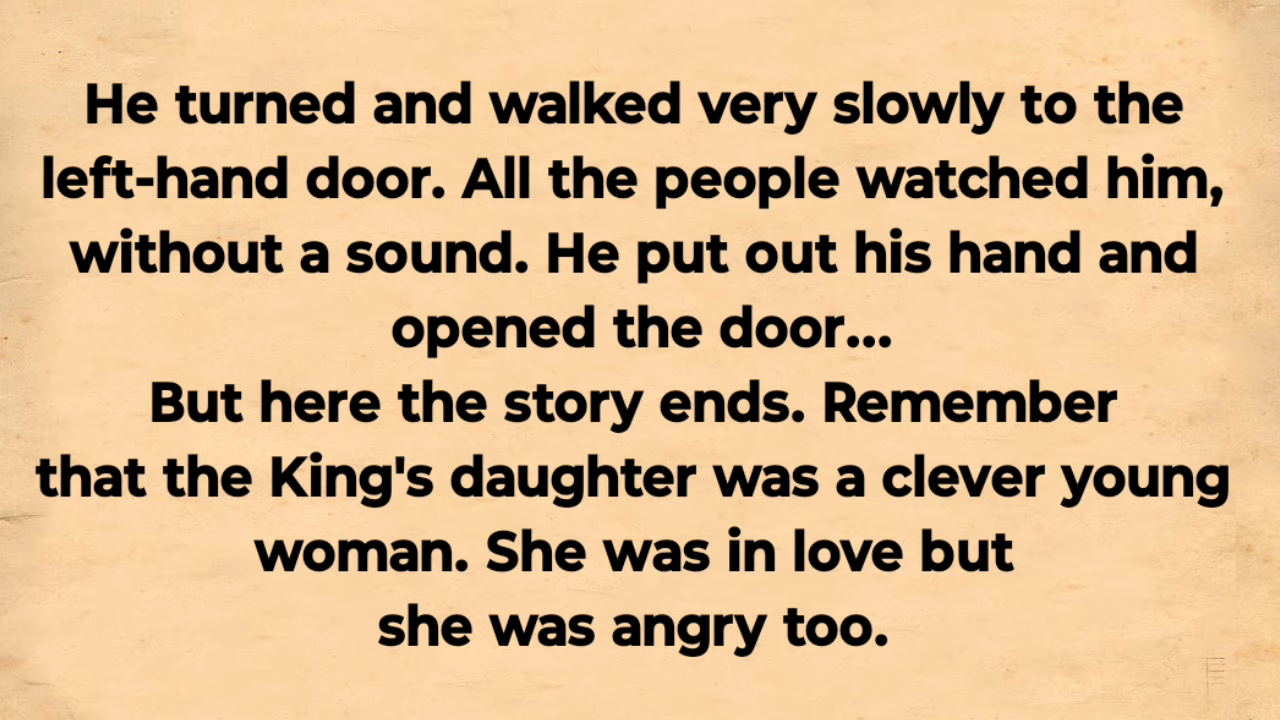 He turned and walked very slowly to the
left-hand door. All the people watched him,
without a sound. He put out his hand and
opened the door...
But here the story ends. Remember
that the King's daughter was a clever young
woman. She was in love but
she was angry too.